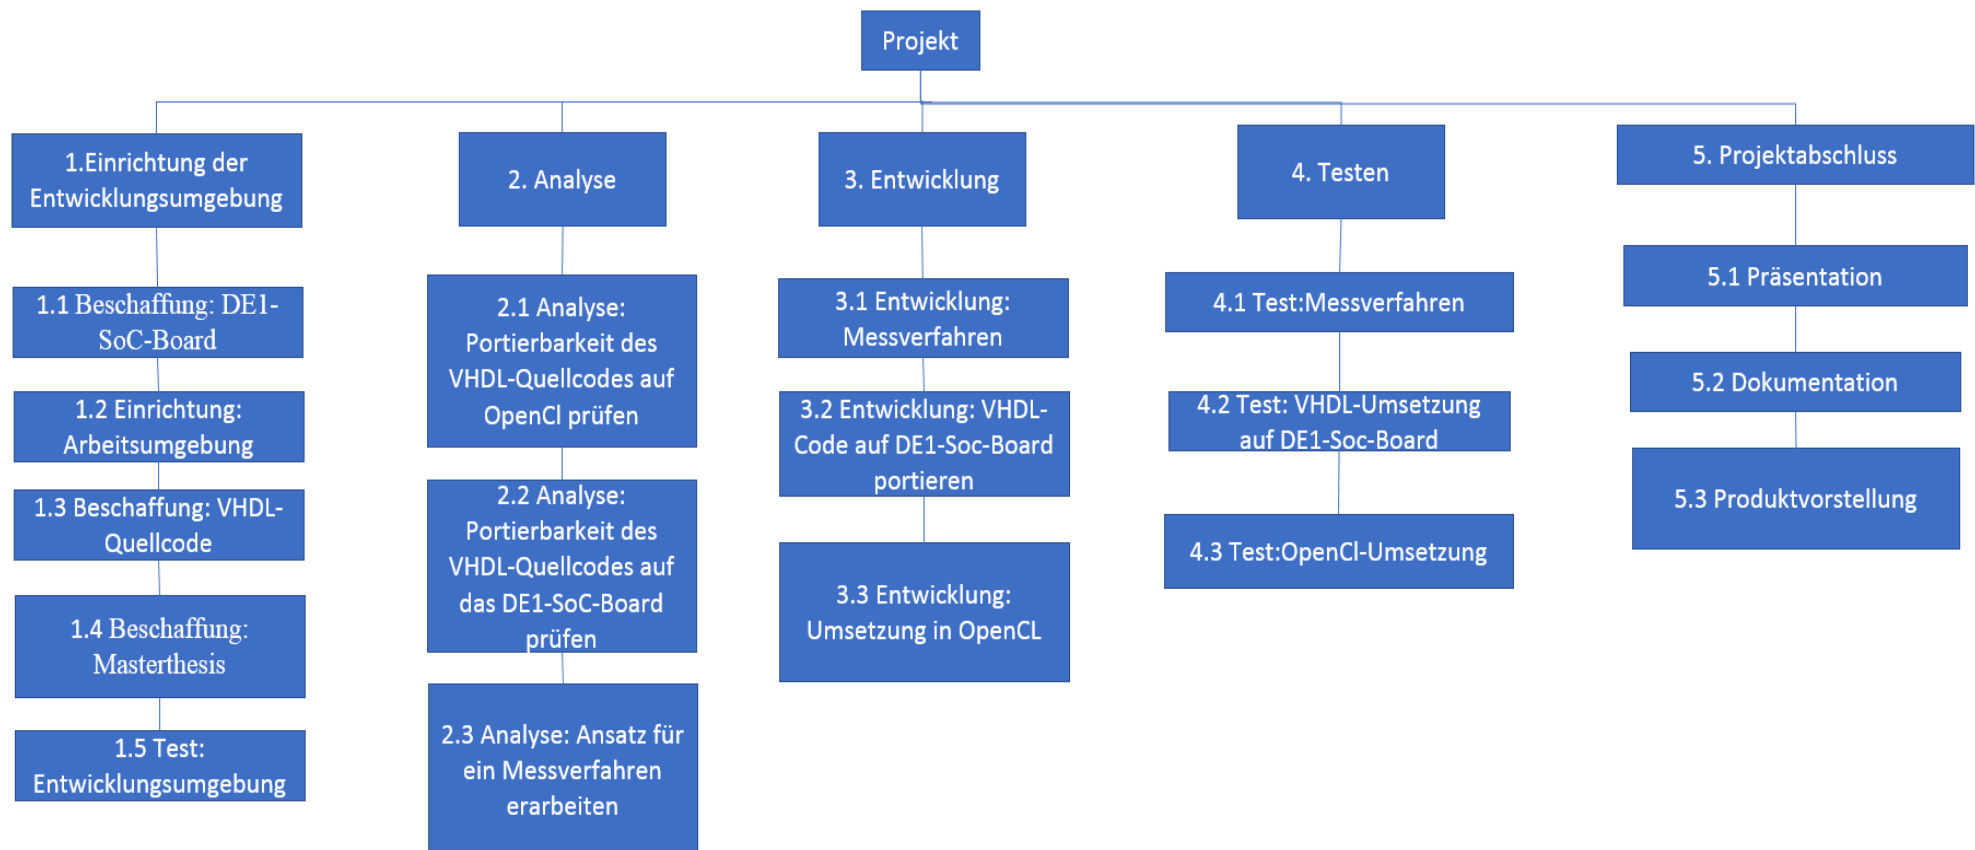 Projekt
1.Einrichtung der
Entwicklungsumgebung
1.1 Beschaffung: DE1-
SoC-Board
1.2 Einrichtung:
Arbeitsumgebung
1.3 Beschaffung: VHDL-
Quellcode
1.4 Beschaffung:
Masterthesis
1.5 Test:
Entwicklungsumgebung
2. Analyse
2.1 Analyse:
Portierbarkeit des
VHDL-Quellcodes auf
OpenCl prüfen
2.2 Analyse:
Portierbarkeit des
VHDL-Quellcodes auf
das DE1-SoC-Board
prüfen
2.3 Analyse: Ansatz für
ein Messverfahren
erarbeiten
3. Entwicklung
3.1 Entwicklung:
Messverfahren
3.2 Entwicklung: VHDL-
Code auf DE1-Soc-Board
portieren
3.3 Entwicklung:
Umsetzung in OpenCL
4. Testen
4.1 Test:Messverfahren
4.2 Test: VHDL-Umsetzung
auf DE1-Soc-Board
4.3 Test:OpenCl-Umsetzung
5. Projektabschluss
5.1 Präsentation
5.2 Dokumentation
5.3 Produktvorstellung